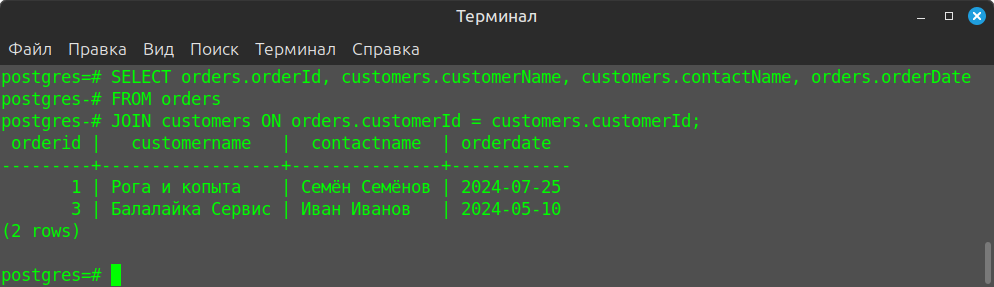 Терминал
Файл Правка Вид Поиск Терминал Справка
postgres=# SELECT orders.orderId, customers.customerName, customers.contactName, orders.orderDate
postgres-# FROM orders
postgres-# JOIN customers ON orders.customerId = customers.customerId;
 orderid |   customername   |  contactname  | orderdate
---------+------------------+---------------+------------
       1 | Рога и копыта    | Семён Семёнов | 2024-07-25
       3 | Балалайка Сервис | Иван Иванов   | 2024-05-10
(2 rows)
postgres=#